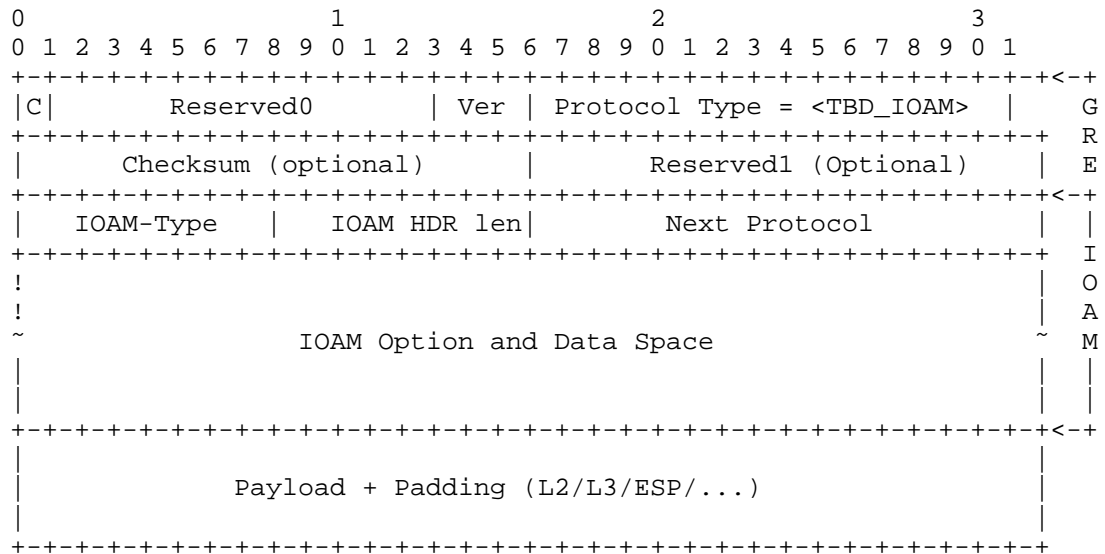 0                   1                   2                   3
0 1 2 3 4 5 6 7 8 9 0 1 2 3 4 5 6 7 8 9 0 1 2 3 4 5 6 7 8 9 0 1
+-+-+-+-+-+-+-+-+-+-+-+-+-+-+-+-+-+-+-+-+-+-+-+-+-+-+-+-+-+-+-+-+<-+
|C|       Reserved0         | Ver | Protocol Type = <TBD_IOAM>  |    G
+-+-+-+-+-+-+-+-+-+-+-+-+-+-+-+-+-+-+-+-+-+-+-+-+-+-+-+-+-+-+-+-+  R
|      Checksum (optional)      |       Reserved1 (Optional)    |  E
+-+-+-+-+-+-+-+-+-+-+-+-+-+-+-+-+-+-+-+-+-+-+-+-+-+-+-+-+-+-+-+-+<-+
|   IOAM-Type   |   IOAM HDR len|        Next Protocol          |  |
+-+-+-+-+-+-+-+-+-+-+-+-+-+-+-+-+-+-+-+-+-+-+-+-+-+-+-+-+-+-+-+-+  I
!                                                               |  O
!                                                               |  A
~                 IOAM Option and Data Space                    ~  M
|                                                               |  |
|                                                               |  |
+-+-+-+-+-+-+-+-+-+-+-+-+-+-+-+-+-+-+-+-+-+-+-+-+-+-+-+-+-+-+-+-+<-+
|                                                               |
|             Payload + Padding (L2/L3/ESP/...)                 |
|                                                               |
+-+-+-+-+-+-+-+-+-+-+-+-+-+-+-+-+-+-+-+-+-+-+-+-+-+-+-+-+-+-+-+-+